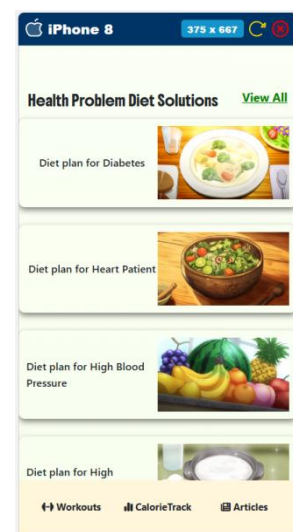 iPhone 8
375 x 667
Health Problem Diet Solutions
View All
Diet plan for Diabetes
Diet plan for Heart Patient
Diet plan for High Blood
Pressure
Diet plan for High
Workouts
CalorieTrack
Articles